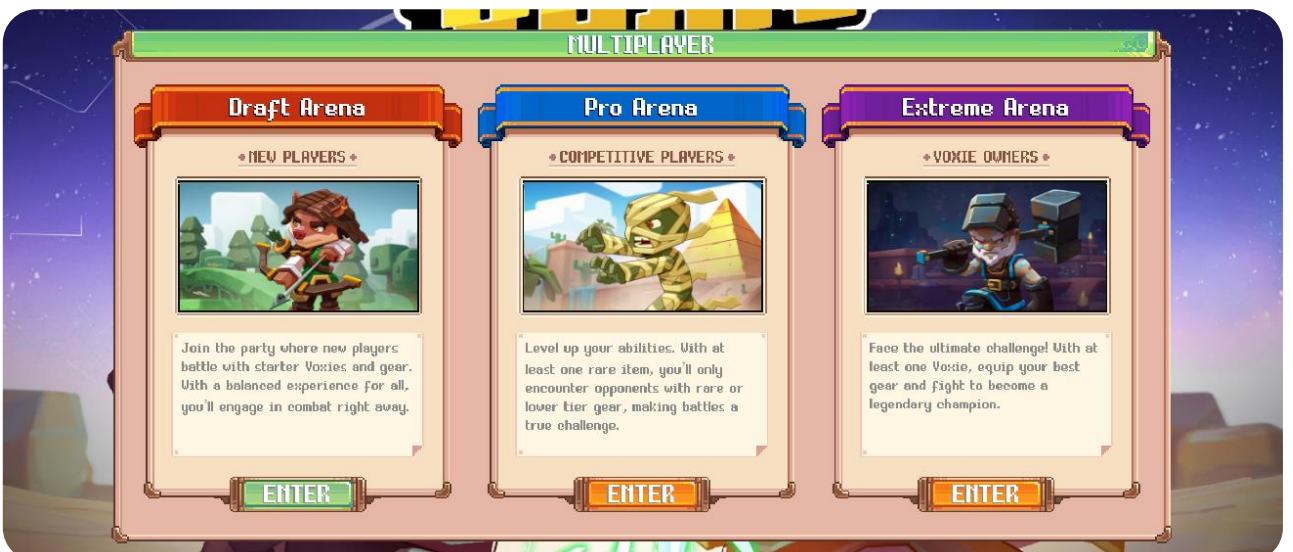 MULTIPLAYER
Draft Arena
NEW PLAYERS
Join the party where new players
battle with starter Voxies and gear.
With a balanced experience for all,
you'll engage in combat right away.
ENTER
Pro Arena
COMPETITIVE PLAYERS
Level up your abilities. With at
least one rare item, you'll only
encounter opponents with rare or
lower tier gear, making battles a
true challenge.
ENTER
Extreme Arena
VOXIE OWNERS
Face the ultimate challenge! With at
least one Voxie, equip your best
gear and fight to become a
legendary champion.
ENTER